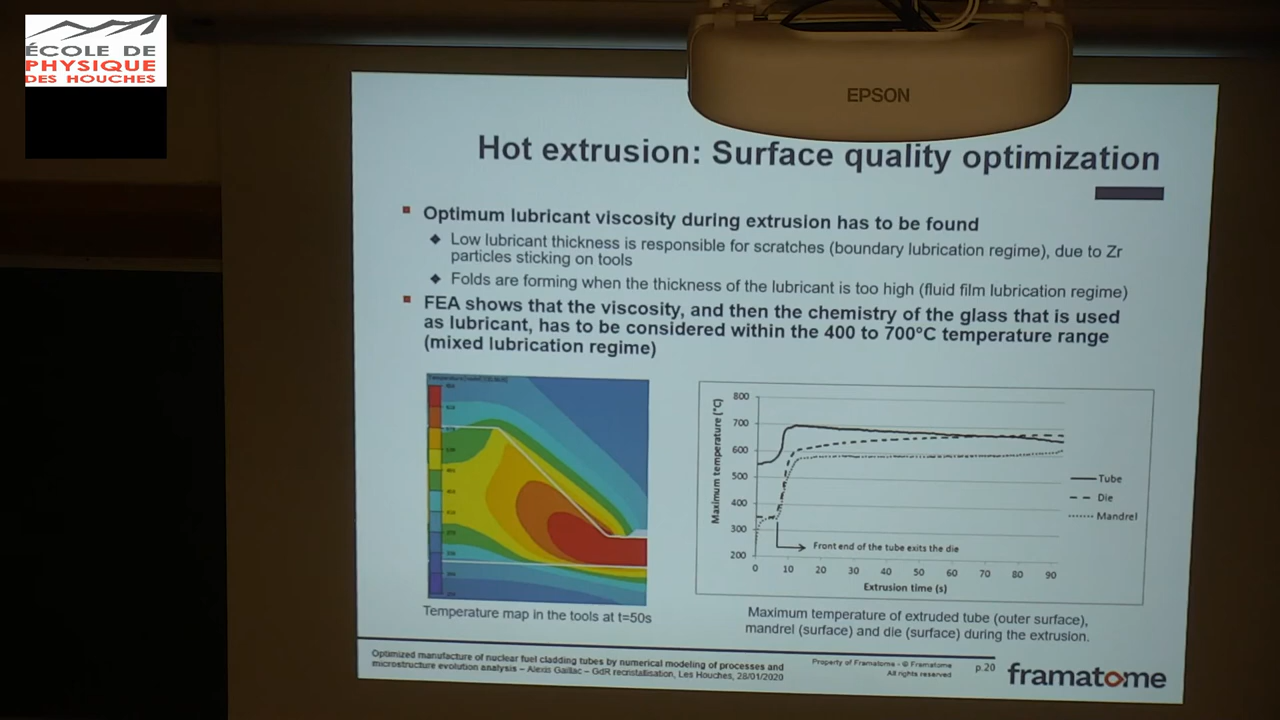 ÉCOLE DE
PHYSIQUE
DES HOUCHES
EPSON
Hot extrusion: Surface quality optimization
Optimum lubricant viscosity during extrusion has to be found
Low lubricant thickness is responsible for scratches (boundary lubrication regime), due to Zr
particles sticking on tools
Folds are forming when the thickness of the lubricant is too high (fluid film lubrication regime)
FEA shows that the viscosity, and then the chemistry of the glass that is used
as lubricant, has to be considered within the 400 to 700°C temperature range
(mixed lubrication regime)
Temperature map in the tools at t=50s
Maximum temperature (°C)
800
700
600
500
400
300
200
0 10 20 30 40 50 60 70 80 90
Extrusion time (s)
Front end of the tube exits the die
Tube
Die
Mandrel
Maximum temperature of extruded tube (outer surface),
mandrel (surface) and die (surface) during the extrusion.
Optimized manufacture of nuclear fuel cladding tubes by numerical modeling of processes and
microstructure evolution analysis – Alexis Gaillac – GdR recristallisation, Les Houches, 28/01/2020
Property of Framatome - © Framatome
All rights reserved
p.20
framatome